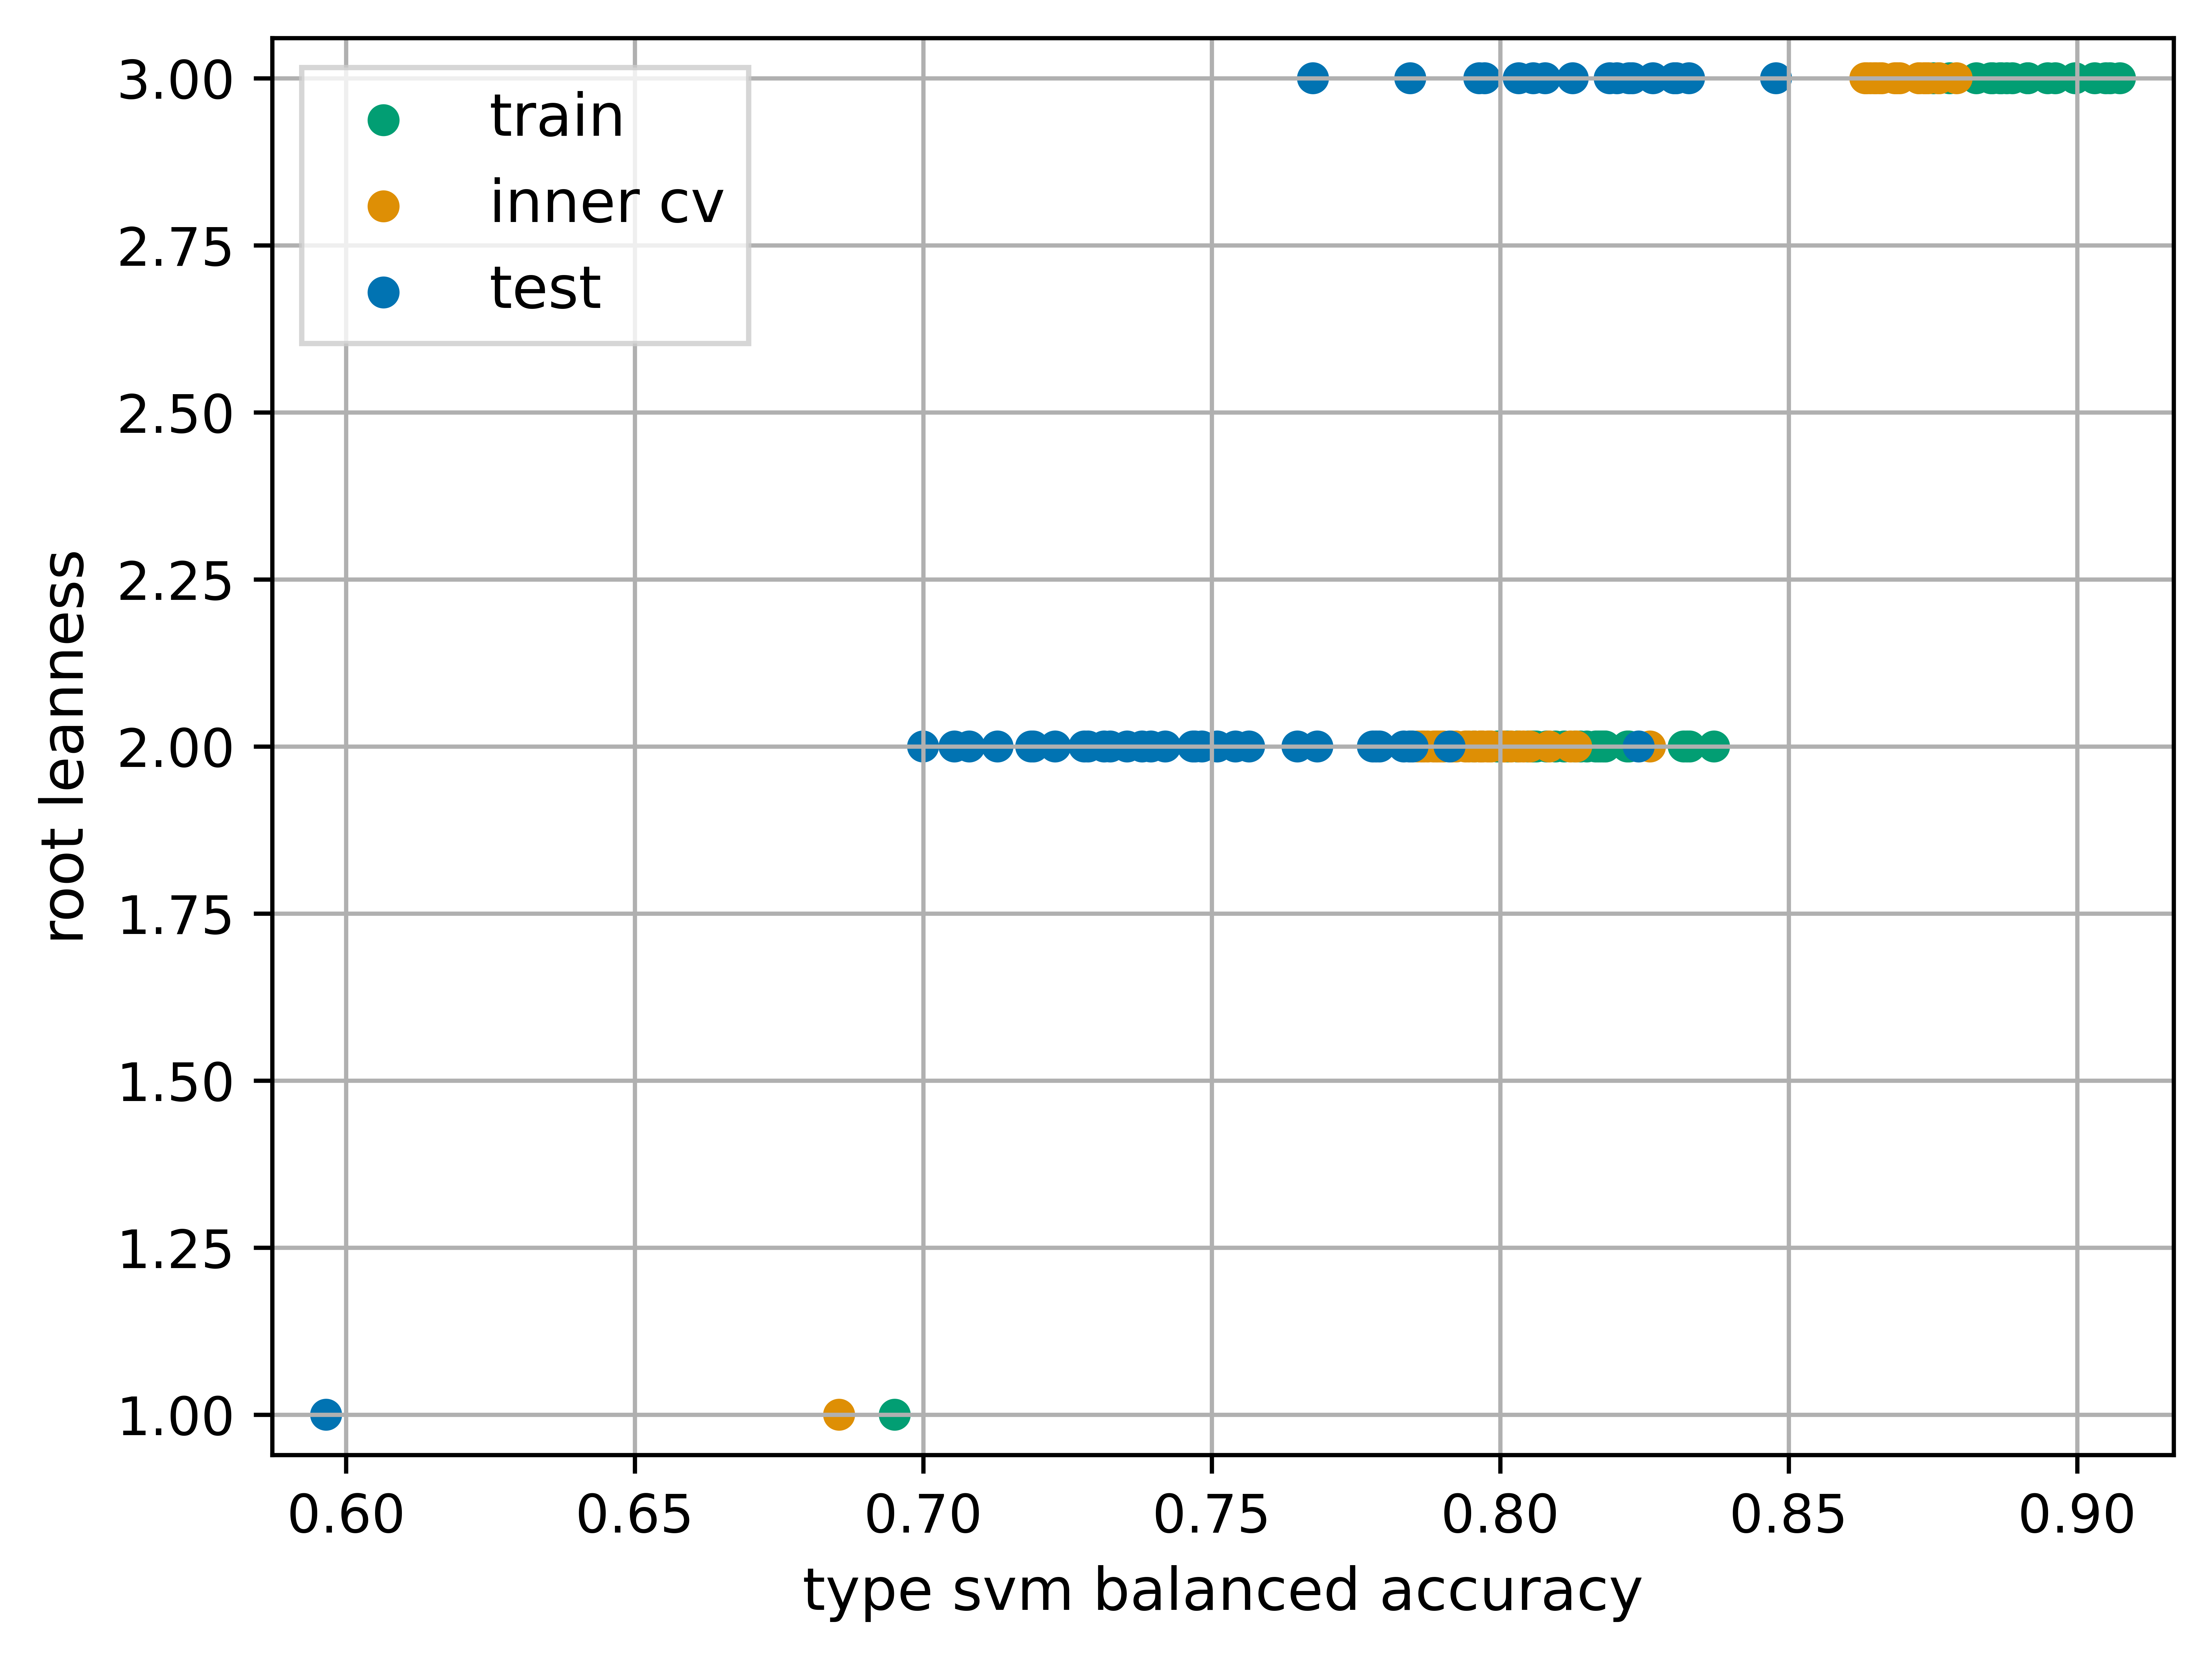 train
inner cv
test
3.00
2.75
2.50
2.25
2.00
1.75
1.50
1.25
1.00
root leanness
0.60 0.65 0.70 0.75 0.80 0.85 0.90
type svm balanced accuracy